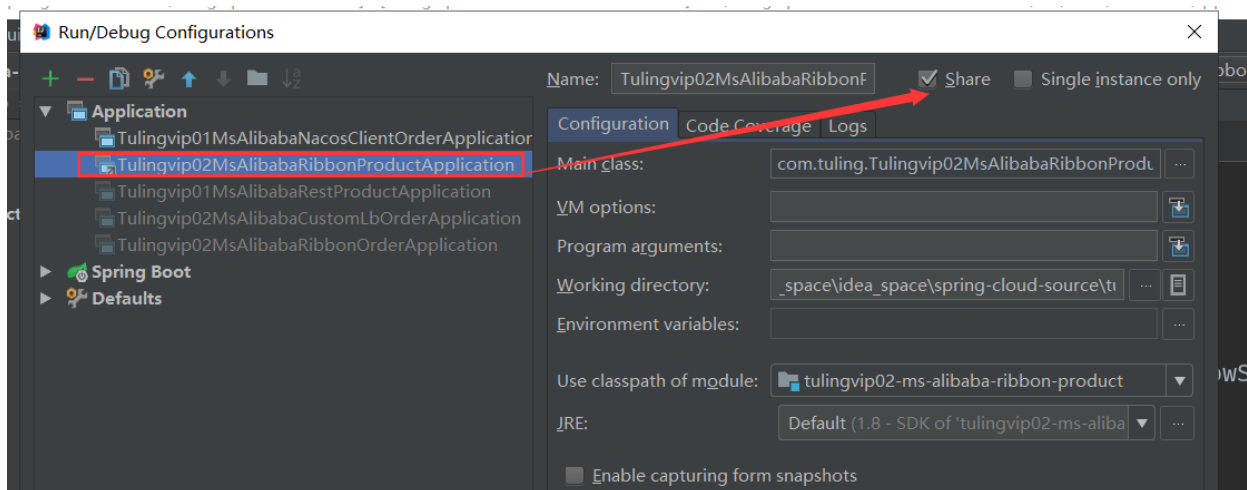 Run/Debug Configurations
Name: Tulingvip02MsAlibabaRibbonF Share Single instance only
Application
Tulingvip01MsAlibabaNacosClientOrderApplication
Tulingvip02MsAlibabaRibbonProductApplication
Tulingvip01MsAlibabaRestProductApplication
Tulingvip02MsAlibabaCustomLbOrderApplication
Tulingvip02MsAlibabaRibbonOrderApplication
Spring Boot
Defaults
Configuration Code Coverage Logs
Main class: com.tuling.Tulingvip02MsAlibabaRibbonProdu ...
VM options:
Program arguments:
Working directory: _space\idea_space\spring-cloud-source\tu ...
Environment variables: ...
Use classpath of module: tulingvip02-ms-alibaba-ribbon-product
JRE: Default (1.8 - SDK of 'tulingvip02-ms-aliba ...
Enable capturing form snapshots